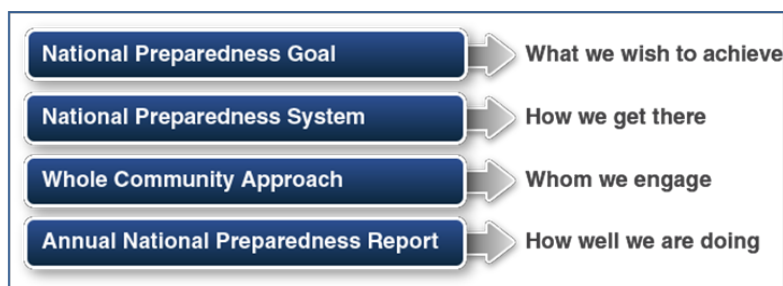 National Preparedness Goal What we wish to achieve
National Preparedness System How we get there
Whole Community Approach Whom we engage
Annual National Preparedness Report How well we are doing